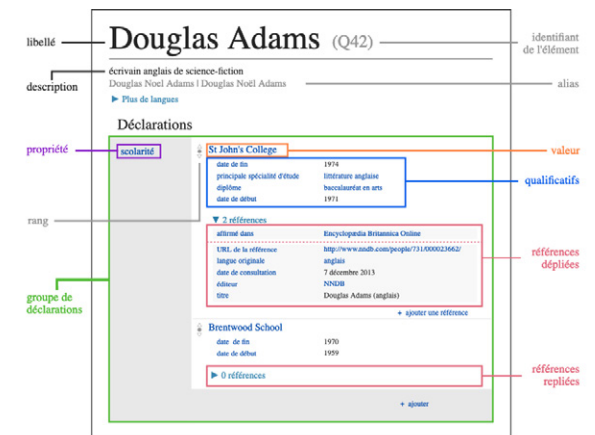 libellé
Douglas Adams (Q42)
identifiant
de l'élément
description
écrivain anglais de science-fiction
Douglas Noel Adams | Douglas Noël Adams
alias
▶ Plus de langues
Déclarations
propriété
scolarité
St John's College
valeur
date de fin 1974
principale spécialité d'étude littérature anglaise
diplôme baccalauréat en arts
date de début 1971
qualificatifs
rang
▼ 2 références
affirmé dans Encyclopædia Britannica Online
URL de la référence http://www.nndb.com/people/731/000023662/
langue originale anglais
date de consultation 7 décembre 2013
éditeur NNDB
titre Douglas Adams (anglais)
références
dépliées
groupe de
déclarations
+ ajouter une référence
Brentwood School
date de fin 1970
date de début 1959
▶ 0 références
références
repliées
+ ajouter